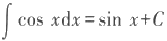 ∫ cos xdx = sin x+C